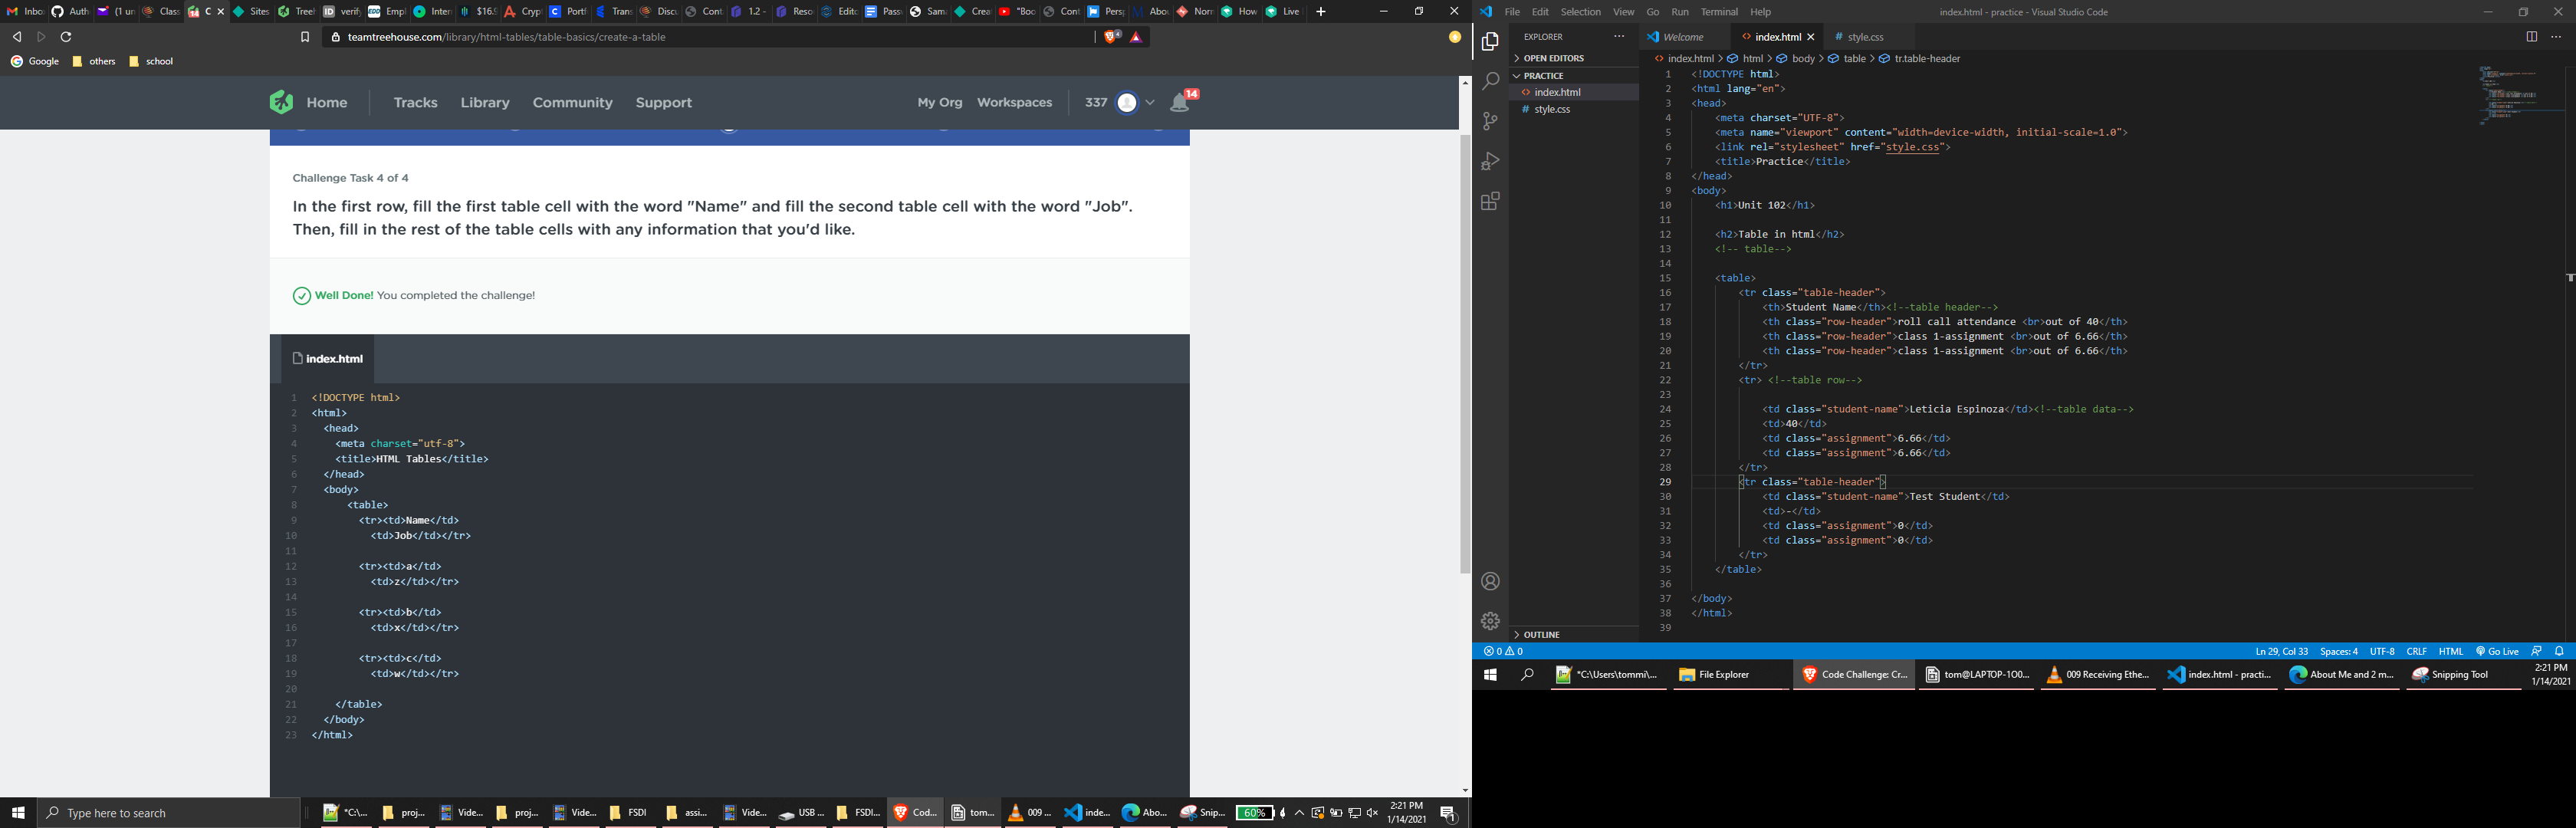 Inbo
Auth
(1 un
Class
C
Sites
Treel
verify
Empl
Inter
$16.9
Crypt
Portf
Trans
Discu
Cont
1.2 -
Reso
Edito
Pass
Sam
Crea
"Boo
Cont
Persp
Abou
Norm
How
Live
teamtreehouse.com/library/html-tables/table-basics/create-a-table
Google others school
Home Tracks Library Community Support My Org Workspaces 337 14
Challenge Task 4 of 4
In the first row, fill the first table cell with the word "Name" and fill the second table cell with the word "Job".
Then, fill in the rest of the table cells with any information that you'd like.
Well Done! You completed the challenge!
index.html
1 <!DOCTYPE html>
2 <html>
3 <head>
4 <meta charset="utf-8">
5 <title>HTML Tables</title>
6 </head>
7 <body>
8 <table>
9 <tr><td>Name</td>
10 <td>Job</td></tr>
11
12 <tr><td>a</td>
13 <td>z</td></tr>
14
15 <tr><td>b</td>
16 <td>x</td></tr>
17
18 <tr><td>c</td>
19 <td>w</td></tr>
20
21 </table>
22 </body>
23 </html>
Type here to search
"C:\... proj... Vide... proj... Vide... FSDI assi... Vide... USB ... FSDI... Cod... tom... 009 ... inde... Abo... Snip... 60%
2:21 PM
1/14/2021
File Edit Selection View Go Run Terminal Help index.html - practice - Visual Studio Code
EXPLORER ...
OPEN EDITORS
PRACTICE
index.html
style.css
OUTLINE
Welcome index.html style.css
index.html > html > body > table > tr.table-header
1 <!DOCTYPE html>
2 <html lang="en">
3 <head>
4 <meta charset="UTF-8">
5 <meta name="viewport" content="width=device-width, initial-scale=1.0">
6 <link rel="stylesheet" href="style.css">
7 <title>Practice</title>
8 </head>
9 <body>
10 <h1>Unit 102</h1>
11
12 <h2>Table in html</h2>
13 <!-- table-->
14
15 <table>
16 <tr class="table-header">
17 <th>Student Name</th><!--table header-->
18 <th class="row-header">roll call attendance <br>out of 40</th>
19 <th class="row-header">class 1-assignment <br>out of 6.66</th>
20 <th class="row-header">class 1-assignment <br>out of 6.66</th>
21 </tr>
22 <tr> <!--table row-->
23
24 <td class="student-name">Leticia Espinoza</td><!--table data-->
25 <td>40</td>
26 <td class="assignment">6.66</td>
27 <td class="assignment">6.66</td>
28 </tr>
29 <tr class="table-header">
30 <td class="student-name">Test Student</td>
31 <td>-</td>
32 <td class="assignment">0</td>
33 <td class="assignment">0</td>
34 </tr>
35 </table>
36
37 </body>
38 </html>
39
0 0 Ln 29, Col 33 Spaces: 4 UTF-8 CRLF HTML Go Live
"C:\Users\tommi\... File Explorer Code Challenge: Cr... tom@LAPTOP-1O0... 009 Receiving Ethe... index.html - practi... About Me and 2 m... Snipping Tool
2:21 PM
1/14/2021